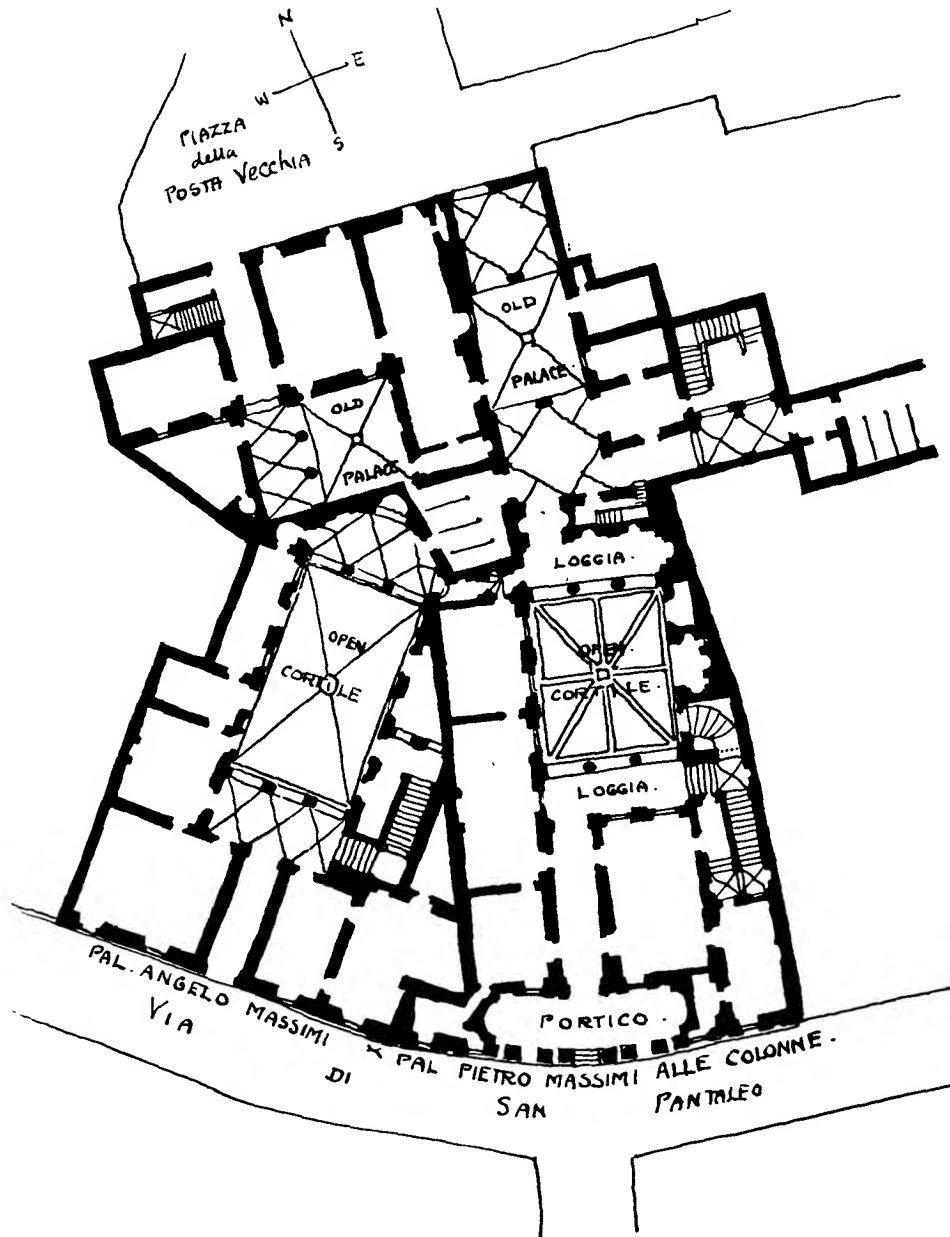 N
E
W
S
PIAZZA
della
POSTA Vecchia
OLD
PALACE.
OLD
PALACE
LOGGIA.
OPEN
CORTILE
OPEN.
CORTILE.
LOGGIA.
PORTICO.
PAL. ANGELO MASSIMI × PAL PIETRO MASSIMI ALLE COLONNE.
VIA
DI
SAN
PANTALEO